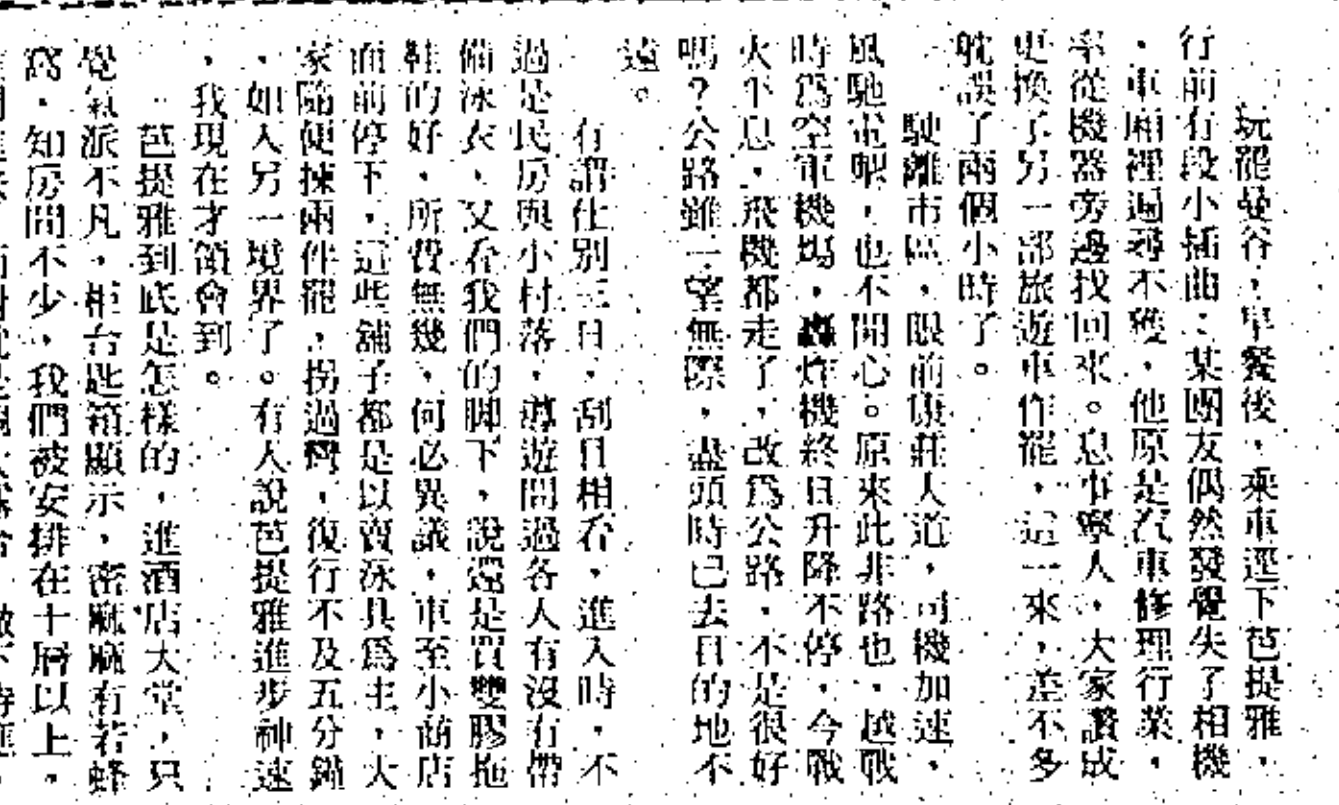 玩罷曼谷，早餐後，乘車逕下芭提雅，
行前有段小插曲：某團友偶然發覺失了相機
，車廂裡遍尋不獲，他原是汽車修理行業，
率從機器旁邊找回來。息事寧人，大家贊成
更換了另一部旅遊車作罷，這一來，差不多
躭誤了兩個小時了。
駛離市區，眼前康莊大道，司機加速，
風馳電掣，也不開心。原來此非路也，越戰
時爲空軍機場，轟炸機終日升降不停，今戰
火平息，飛機都走了，改爲公路，不是很好
嗎？公路雖一望無際，盡頭時已去目的地不
遠。
有謂仕別三日，刮目相看，進入時，不
過是民房與小村落，導遊問過各人有沒有帶
備泳衣、又看我們的脚下，說還是買雙膠拖
鞋的好，所費無幾，何必異議，車至小商店
面前停下，這些舖子都是以賣泳具爲主，大
家隨便揀兩件罷，拐過彎，復行不及五分鐘
，如入另一境界了。有人說芭提雅進步神速
，我現在才領會到。
芭提雅到底是怎樣的，進酒店大堂，只
覺氣派不凡，柜台匙箱顯示，密麻麻有若蜂
窩，知房間不少，我們被安排在十層以上，